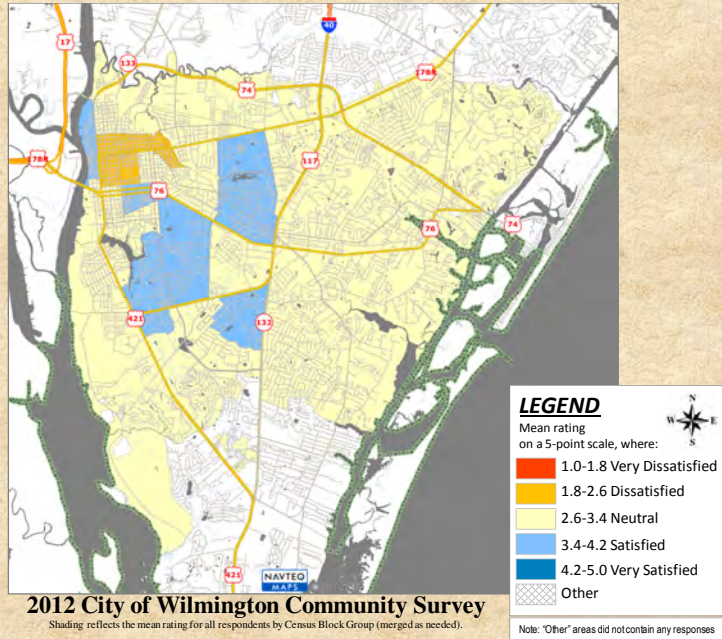 17
133
40
74
17BR
17BR
117
76
76
74
421
132
421
NAVTEQ
MAPS
LEGEND
N
W E
S
Mean rating
on a 5-point scale, where:
1.0-1.8 Very Dissatisfied
1.8-2.6 Dissatisfied
2.6-3.4 Neutral
3.4-4.2 Satisfied
4.2-5.0 Very Satisfied
Other
2012 City of Wilmington Community Survey
Shading reflects the mean rating for all respondents by Census Block Group (merged as needed).
Note: "Other" areas did not contain any responses